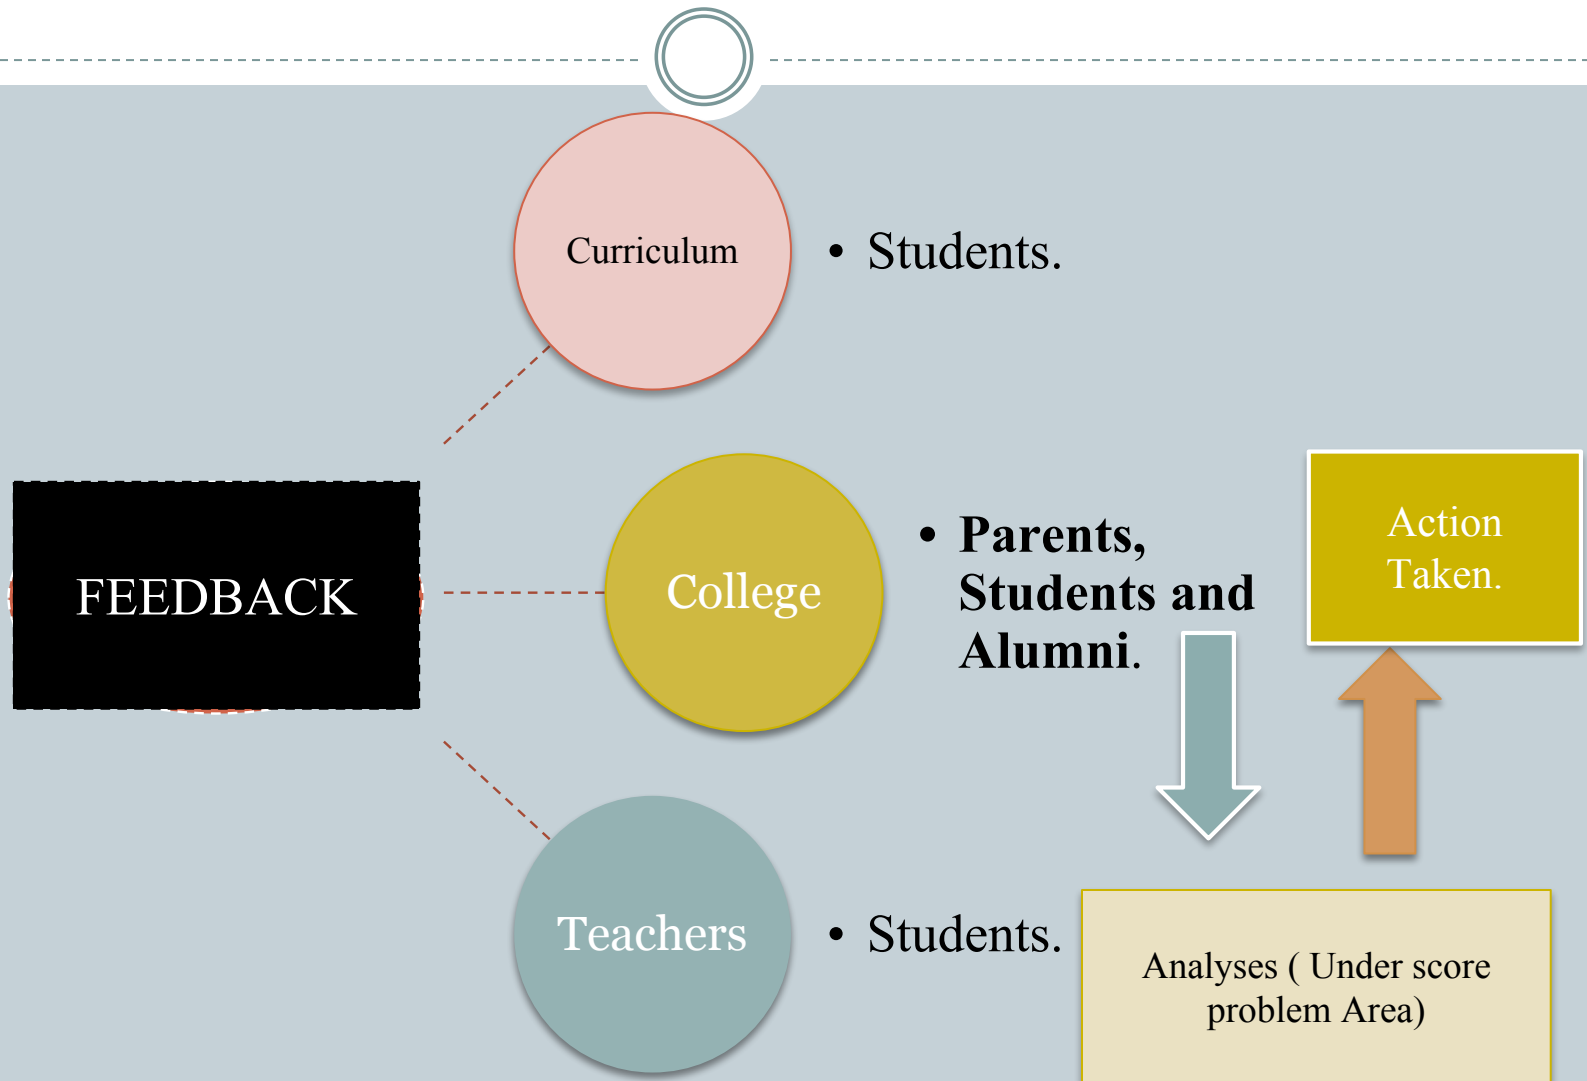 Curriculum
• Students.
FEEDBACK
College
• Parents,
Students and
Alumni.
Action
Taken.
Teachers
• Students.
Analyses ( Under score
problem Area)